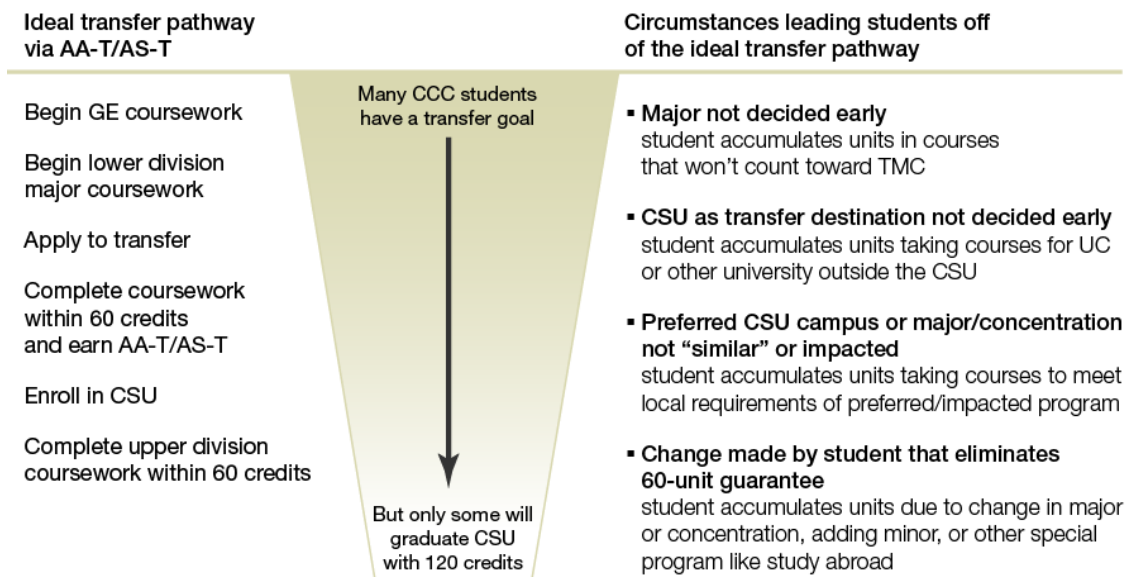 Ideal transfer pathway
via AA-T/AS-T
Begin GE coursework
Begin lower division
major coursework
Apply to transfer
Complete coursework
within 60 credits
and earn AA-T/AS-T
Enroll in CSU
Complete upper division
coursework within 60 credits
Many CCC students
have a transfer goal
But only some will
graduate CSU
with 120 credits
Circumstances leading students off
of the ideal transfer pathway
▪ Major not decided early
student accumulates units in courses
that won’t count toward TMC
▪ CSU as transfer destination not decided early
student accumulates units taking courses for UC
or other university outside the CSU
▪ Preferred CSU campus or major/concentration
not “similar” or impacted
student accumulates units taking courses to meet
local requirements of preferred/impacted program
▪ Change made by student that eliminates
60-unit guarantee
student accumulates units due to change in major
or concentration, adding minor, or other special
program like study abroad